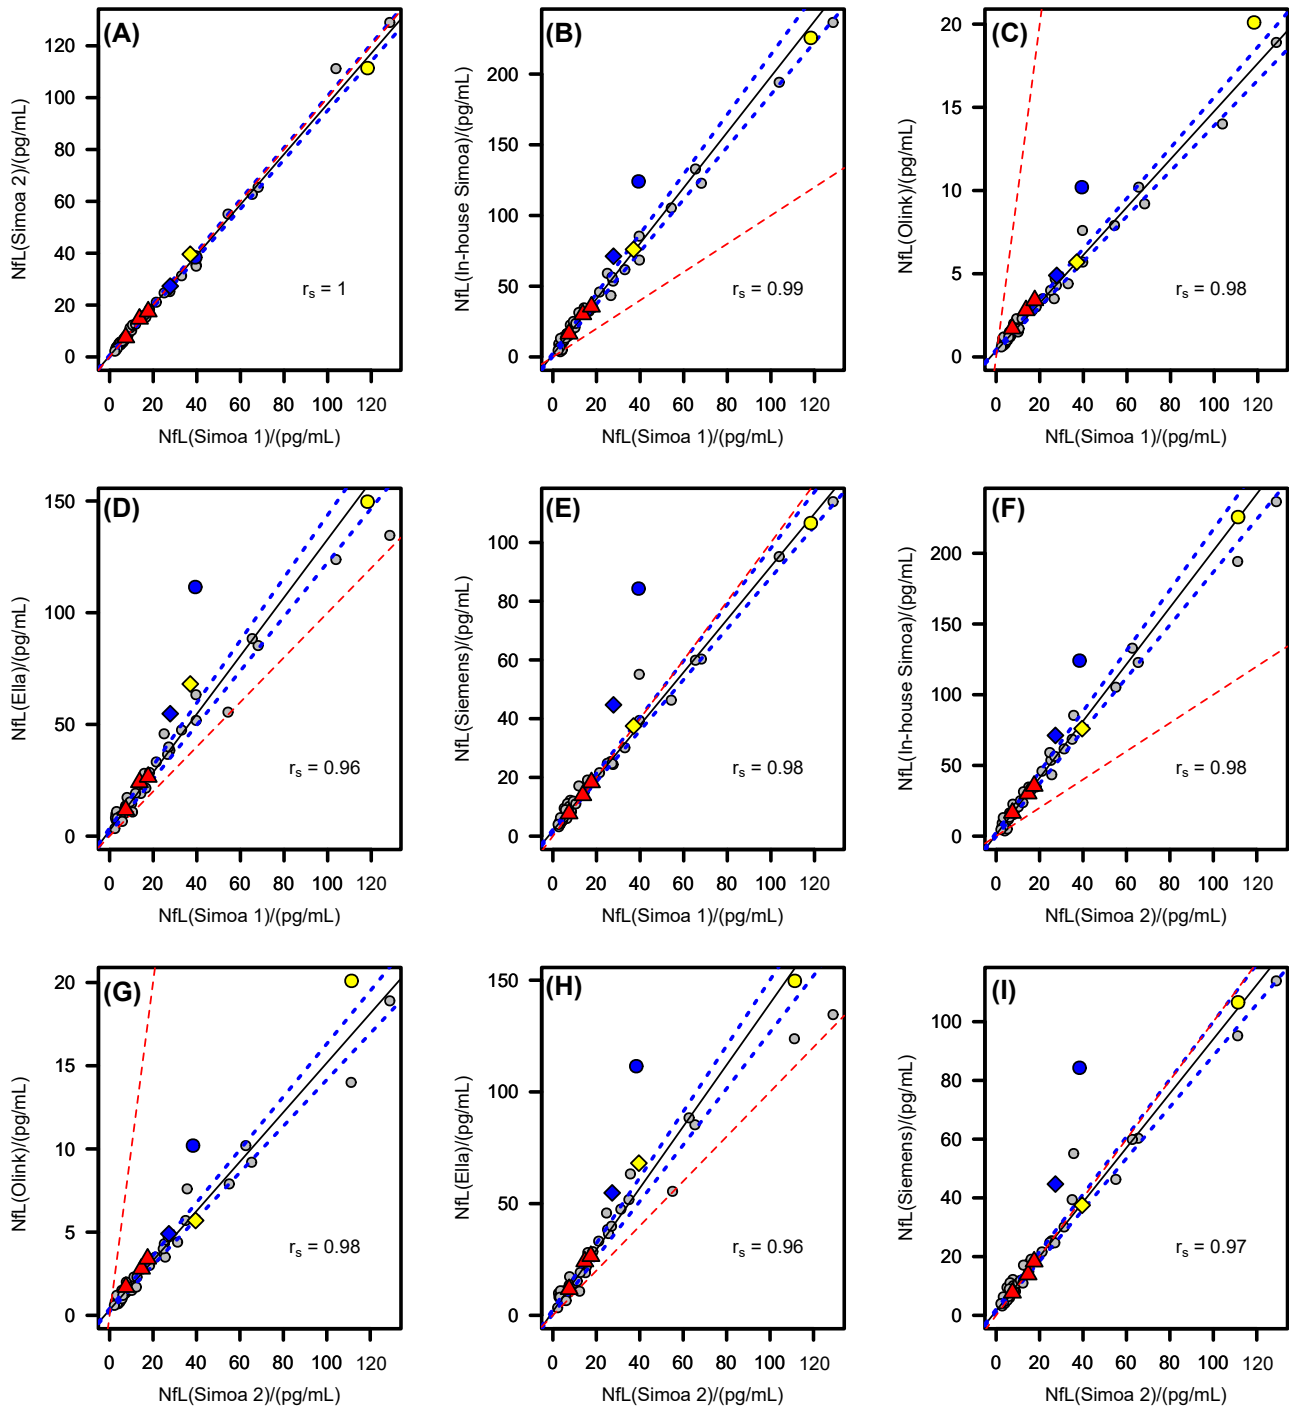 (A)
NfL(Simoa 2)/(pg/mL)
120
100
80
60
40
20
0
r_s = 1
0 20 40 60 80 100 120
NfL(Simoa 1)/(pg/mL)
(B)
NfL(In-house Simoa)/(pg/mL)
200
150
100
50
0
r_s = 0.99
0 20 40 60 80 100 120
NfL(Simoa 1)/(pg/mL)
(C)
NfL(Olink)/(pg/mL)
20
15
10
5
0
r_s = 0.98
0 20 40 60 80 100 120
NfL(Simoa 1)/(pg/mL)
(D)
NfL(Ella)/(pg/mL)
150
100
50
0
r_s = 0.96
0 20 40 60 80 100 120
NfL(Simoa 1)/(pg/mL)
(E)
NfL(Siemens)/(pg/mL)
100
80
60
40
20
0
r_s = 0.98
0 20 40 60 80 100 120
NfL(Simoa 1)/(pg/mL)
(F)
NfL(In-house Simoa)/(pg/mL)
200
150
100
50
0
r_s = 0.98
0 20 40 60 80 100 120
NfL(Simoa 2)/(pg/mL)
(G)
NfL(Olink)/(pg/mL)
20
15
10
5
0
r_s = 0.98
0 20 40 60 80 100 120
NfL(Simoa 2)/(pg/mL)
(H)
NfL(Ella)/(pg/mL)
150
100
50
0
r_s = 0.96
0 20 40 60 80 100 120
NfL(Simoa 2)/(pg/mL)
(I)
NfL(Siemens)/(pg/mL)
100
80
60
40
20
0
r_s = 0.97
0 20 40 60 80 100 120
NfL(Simoa 2)/(pg/mL)